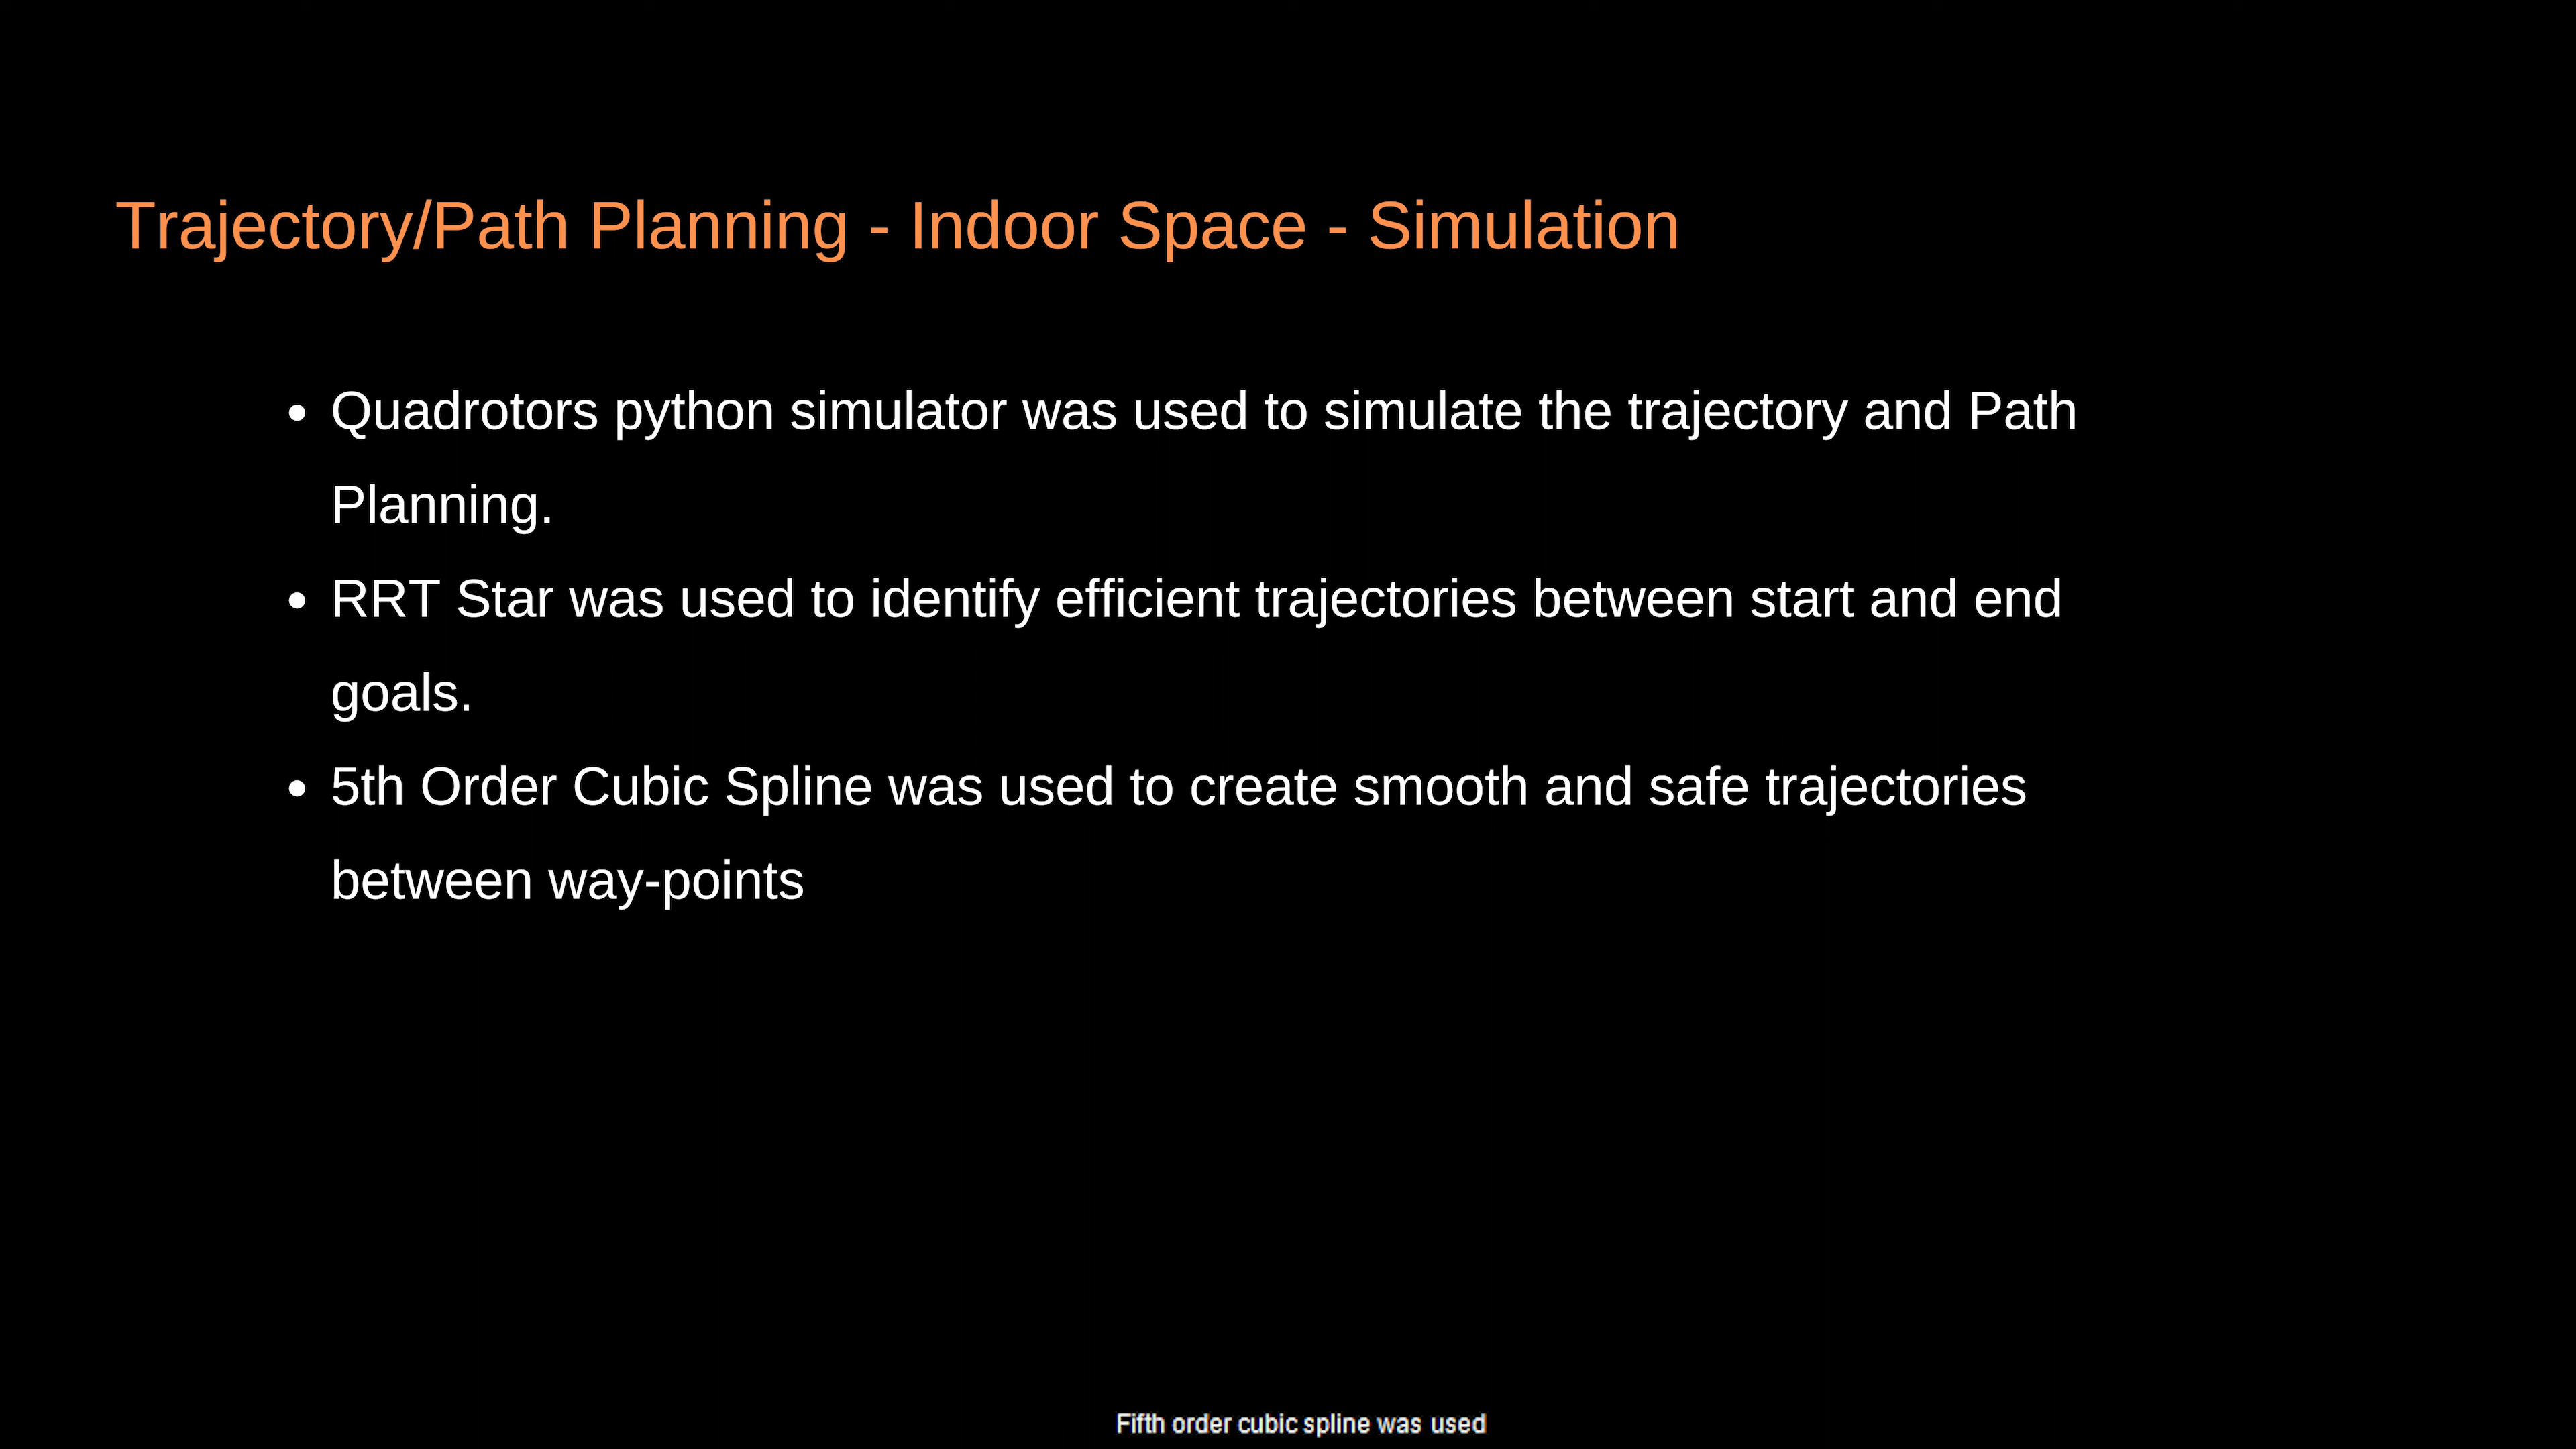 Trajectory/Path Planning - Indoor Space - Simulation
• Quadrotors python simulator was used to simulate the trajectory and Path
Planning.
• RRT Star was used to identify efficient trajectories between start and end
goals.
• 5th Order Cubic Spline was used to create smooth and safe trajectories
between way-points
Fifth order cubic spline was used